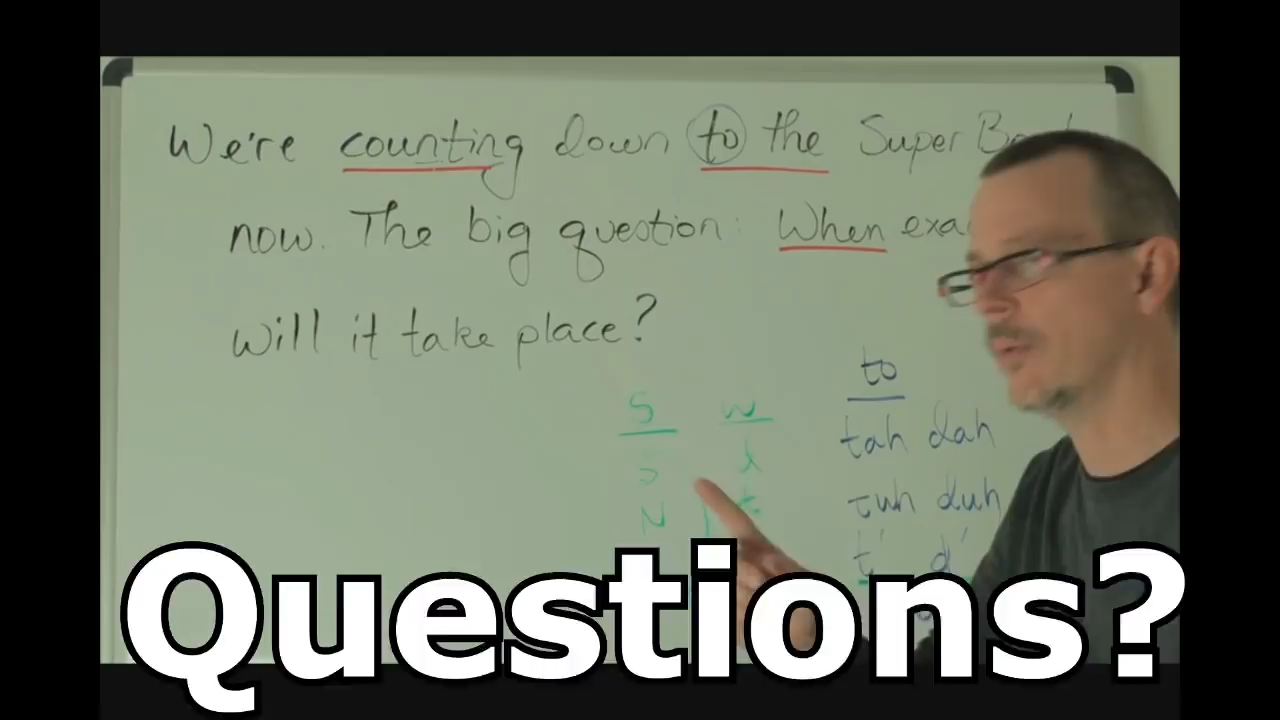 We're counting down to the Super
now. The big question: When
will it take place?
to
S W
tah dah
tuh duh
N t
t' d'
Questions?